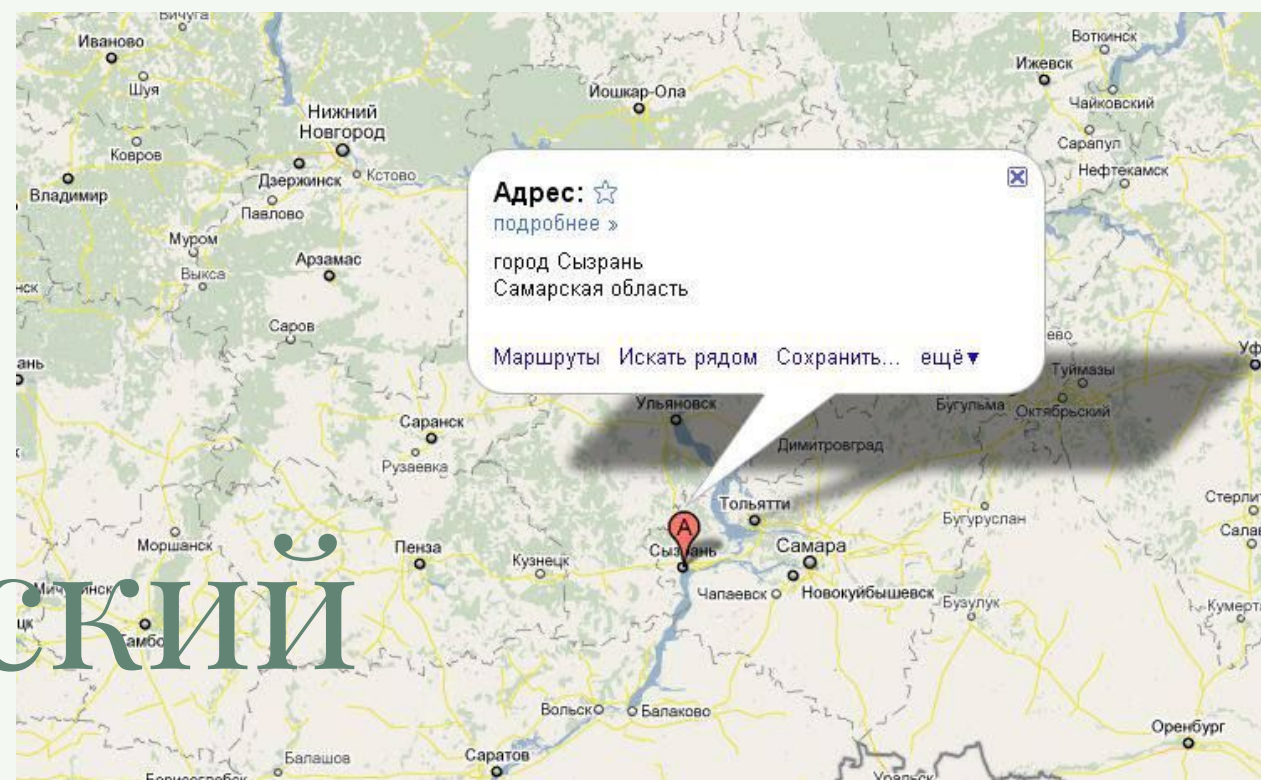 Иваново
Шуя
Ковров
Владимир
Нижний
Новгород
Дзержинск
Кстово
Павлово
Муром
Выкса
Арзамас
Саров
Йошкар-Ола
Воткинск
Ижевск
Чайковский
Сарапул
Нефтекамск
Адрес:
подробнее »
город Сызрань
Самарская область
Маршруты Искать рядом Сохранить... ещё
Ульяновск
Димитровград
Бугульма
Туймазы
Октябрьский
Саранск
Рузаевка
Тольятти
A
Сызрань
Самара
Чапаевск
Новокуйбышевск
Бугуруслан
Бузулук
Моршанск
Пенза
Кузнецк
ский
Вольск
Балаково
Саратов
Балашов
Оренбург